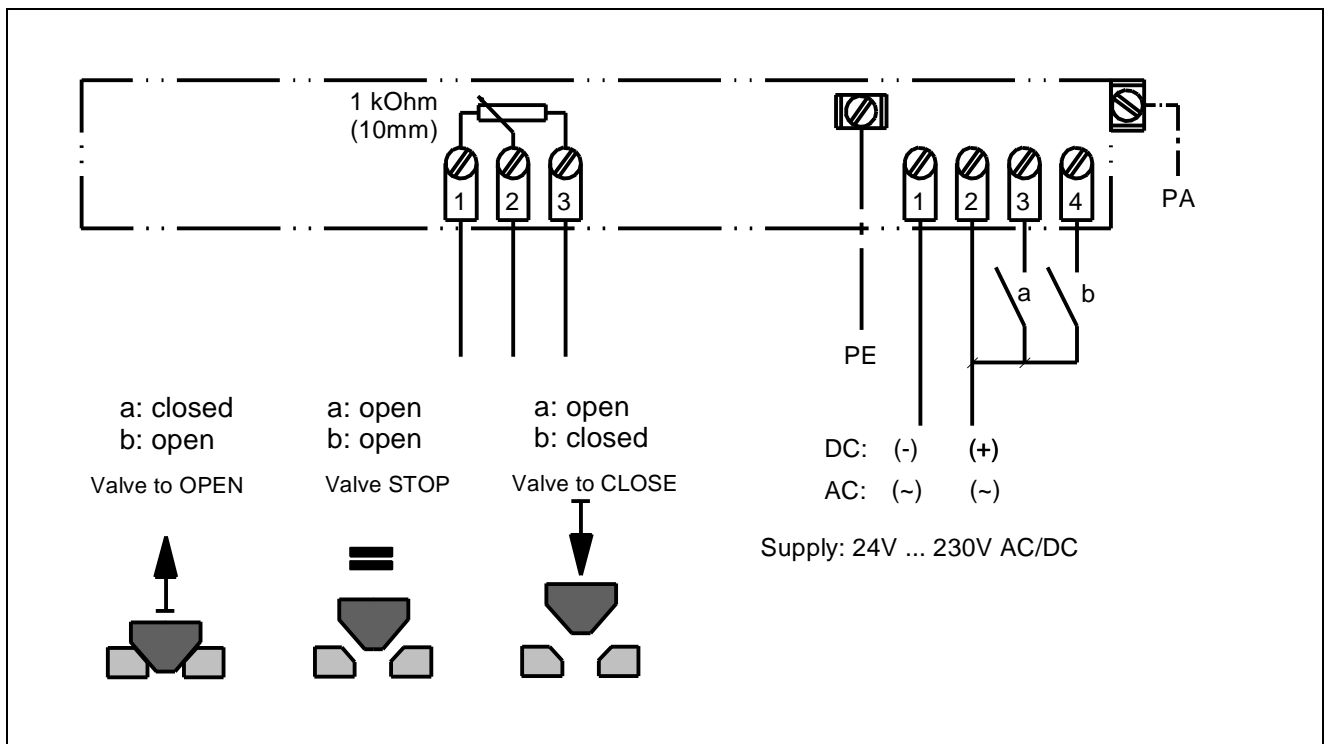 1 kOhm
(10mm)
1 2 3
1 2 3 4
PA
a b
PE
a: closed
b: open
Valve to OPEN
a: open
b: open
Valve STOP
a: open
b: closed
Valve to CLOSE
DC: (-) (+)
AC: (~) (~)
Supply: 24V ... 230V AC/DC